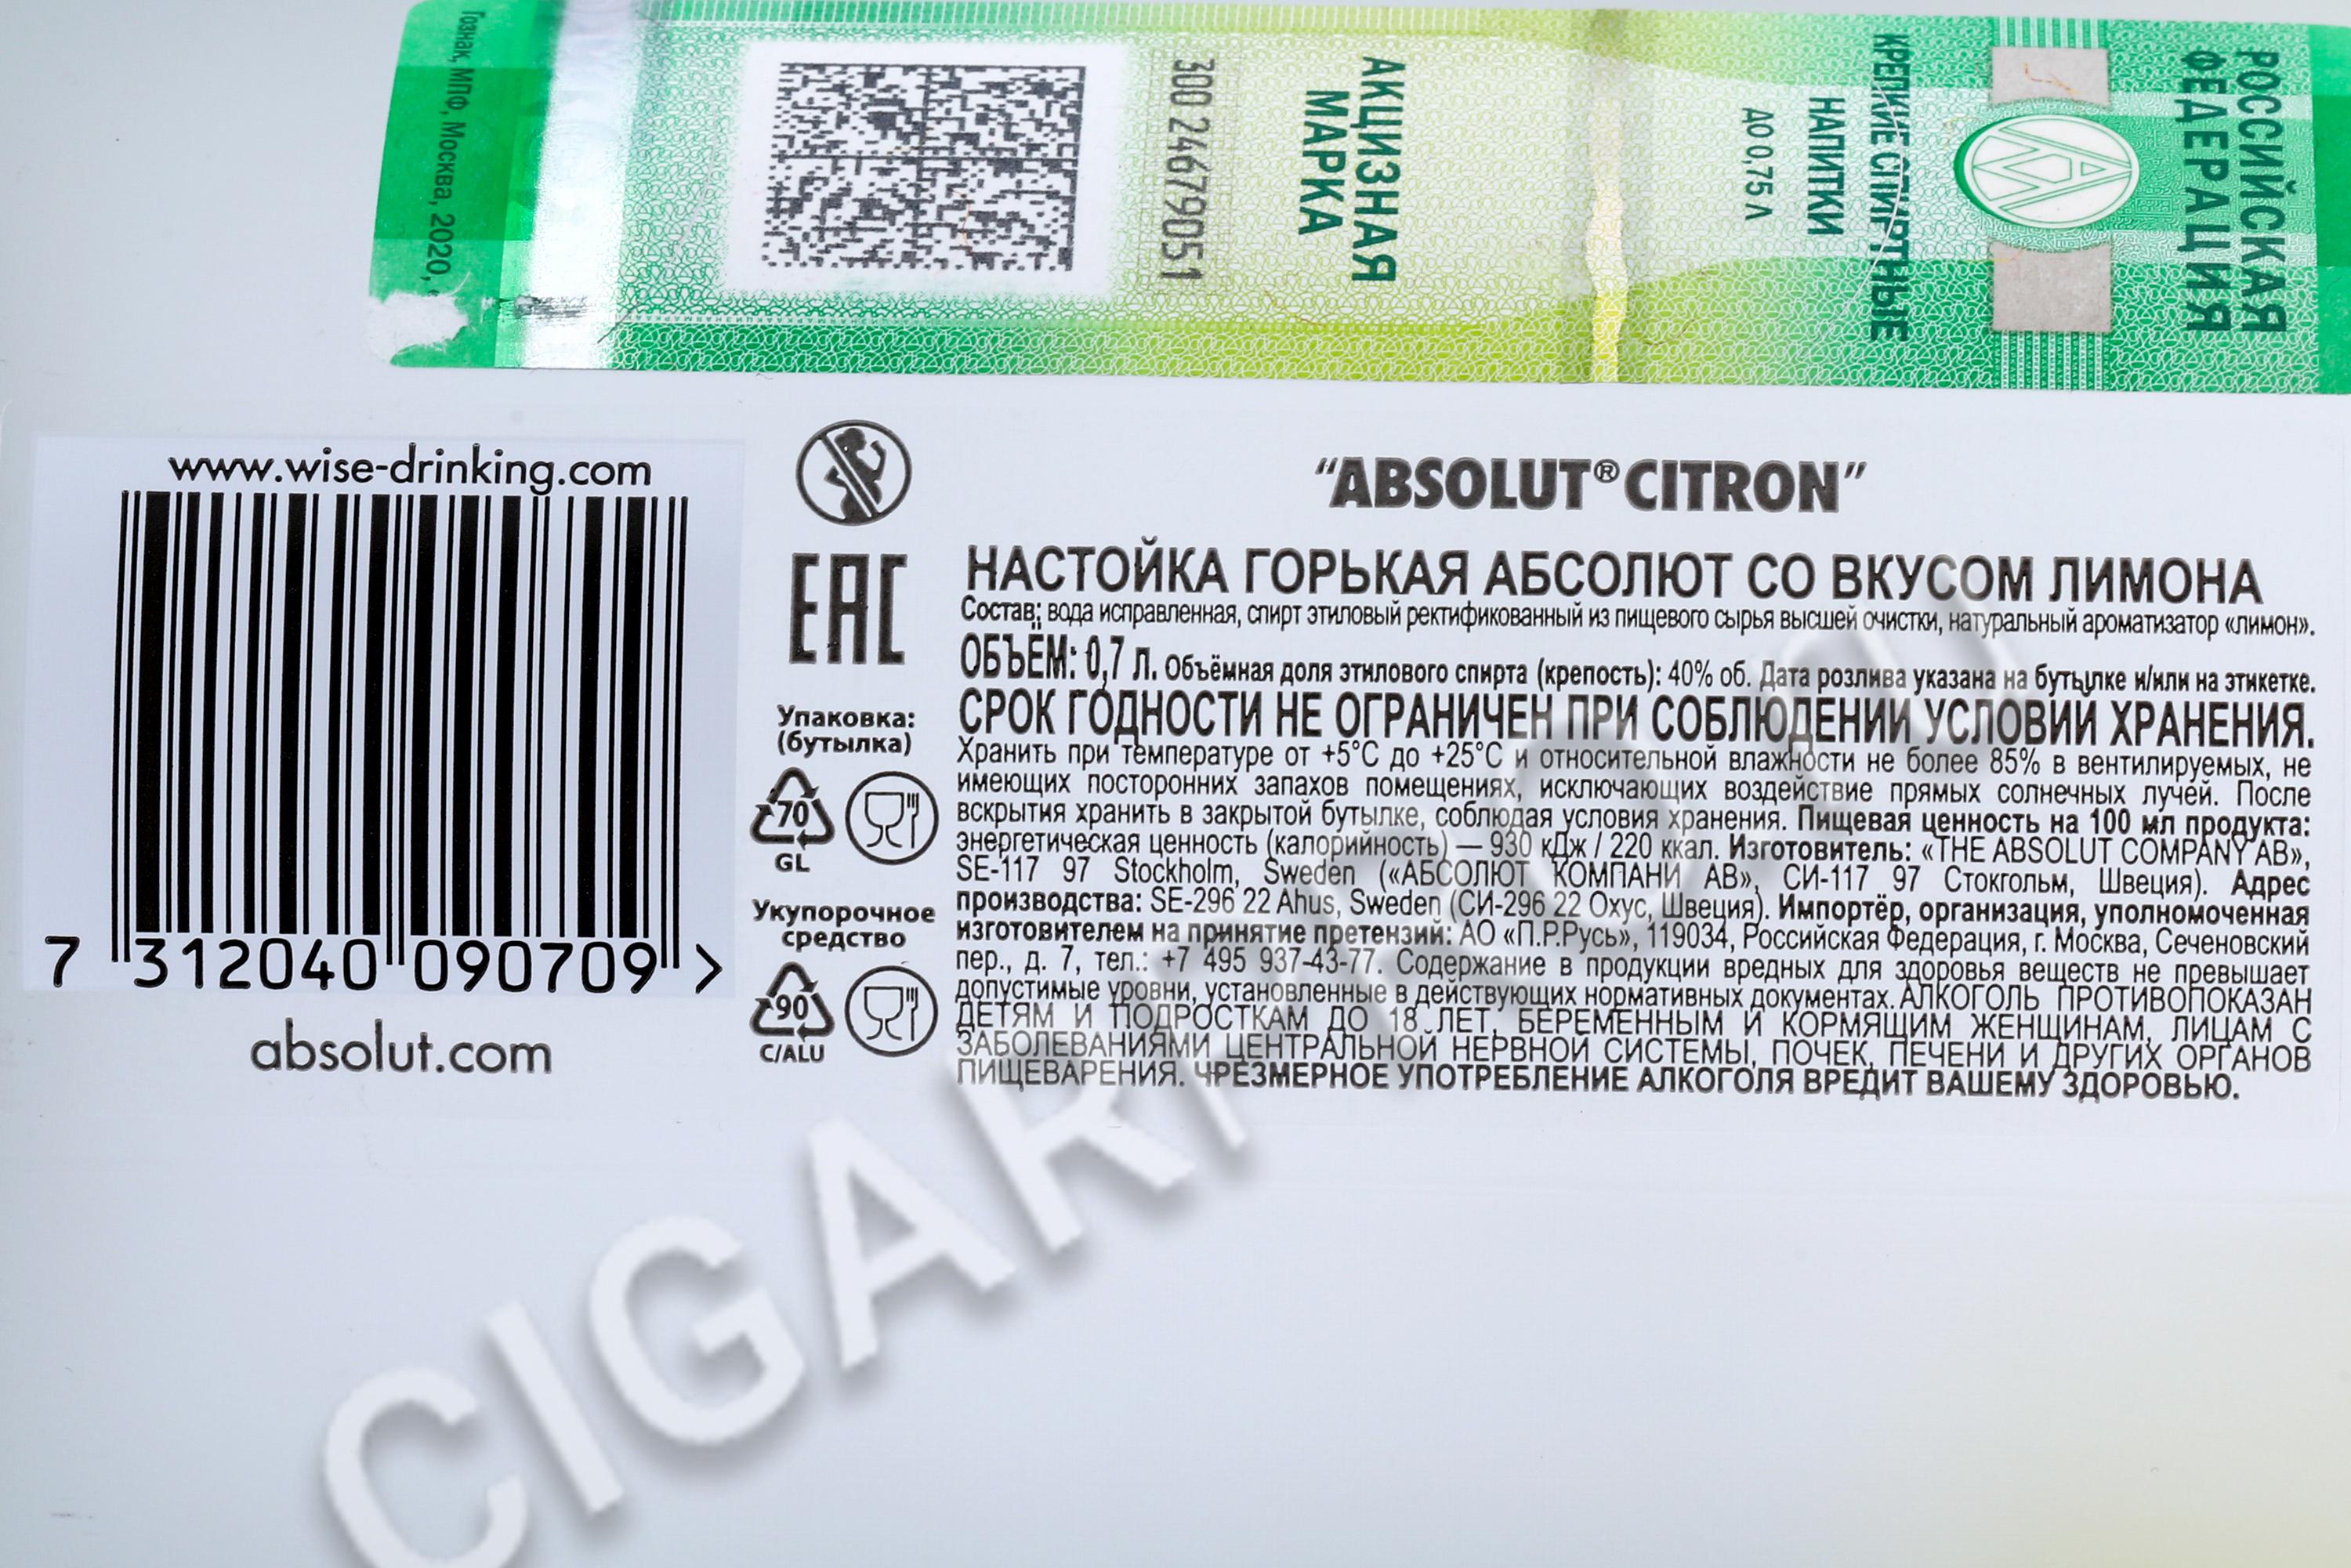 Гознак, МПФ, Москва, 2020,
300 24679051
АКЦИЗНАЯ
МАРКА
КРЕПКИЕ СПИРТНЫЕ
НАПИТКИ
ДО 0,75 Л
РОССИЙСКАЯ
ФЕДЕРАЦИЯ
www.wise-drinking.com
7 312040 090709 >
absolut.com
EAC
Упаковка:
(бутылка)
70
GL
Укупорочное
средство
90
C/ALU
"ABSOLUT® CITRON"
НАСТОЙКА ГОРЬКАЯ АБСОЛЮТ СО ВКУСОМ ЛИМОНА
Состав: вода исправленная, спирт этиловый ректификованный из пищевого сырья высшей очистки, натуральный ароматизатор «лимон».
ОБЪЁМ: 0,7 Л. Объёмная доля этилового спирта (крепость): 40% об. Дата розлива указана на бутылке и/или на этикетке.
СРОК ГОДНОСТИ НЕ ОГРАНИЧЕН ПРИ СОБЛЮДЕНИИ УСЛОВИЙ ХРАНЕНИЯ.
Хранить при температуре от +5°C до +25°C и относительной влажности не более 85% в вентилируемых, не
имеющих посторонних запахов помещениях, исключающих воздействие прямых солнечных лучей. После
вскрытия хранить в закрытой бутылке, соблюдая условия хранения. Пищевая ценность на 100 мл продукта:
энергетическая ценность (калорийность) — 930 кДж / 220 ккал. Изготовитель: «THE ABSOLUT COMPANY AB»,
SE-117 97 Stockholm, Sweden («АБСОЛЮТ КОМПАНИ АВ», СИ-117 97 Стокгольм, Швеция). Адрес
производства: SE-296 22 Ahus, Sweden (СИ-296 22 Охус, Швеция). Импортёр, организация, уполномоченная
изготовителем на принятие претензий: АО «П.Р.Русь», 119034, Российская Федерация, г. Москва, Сеченовский
пер., д. 7, тел.: +7 495 937-43-77. Содержание в продукции вредных для здоровья веществ не превышает
допустимые уровни, установленные в действующих нормативных документах. АЛКОГОЛЬ ПРОТИВОПОКАЗАН
ДЕТЯМ И ПОДРОСТКАМ ДО 18 ЛЕТ, БЕРЕМЕННЫМ И КОРМЯЩИМ ЖЕНЩИНАМ, ЛИЦАМ С
ЗАБОЛЕВАНИЯМИ ЦЕНТРАЛЬНОЙ НЕРВНОЙ СИСТЕМЫ, ПОЧЕК, ПЕЧЕНИ И ДРУГИХ ОРГАНОВ
ПИЩЕВАРЕНИЯ. ЧРЕЗМЕРНОЕ УПОТРЕБЛЕНИЕ АЛКОГОЛЯ ВРЕДИТ ВАШЕМУ ЗДОРОВЬЮ.